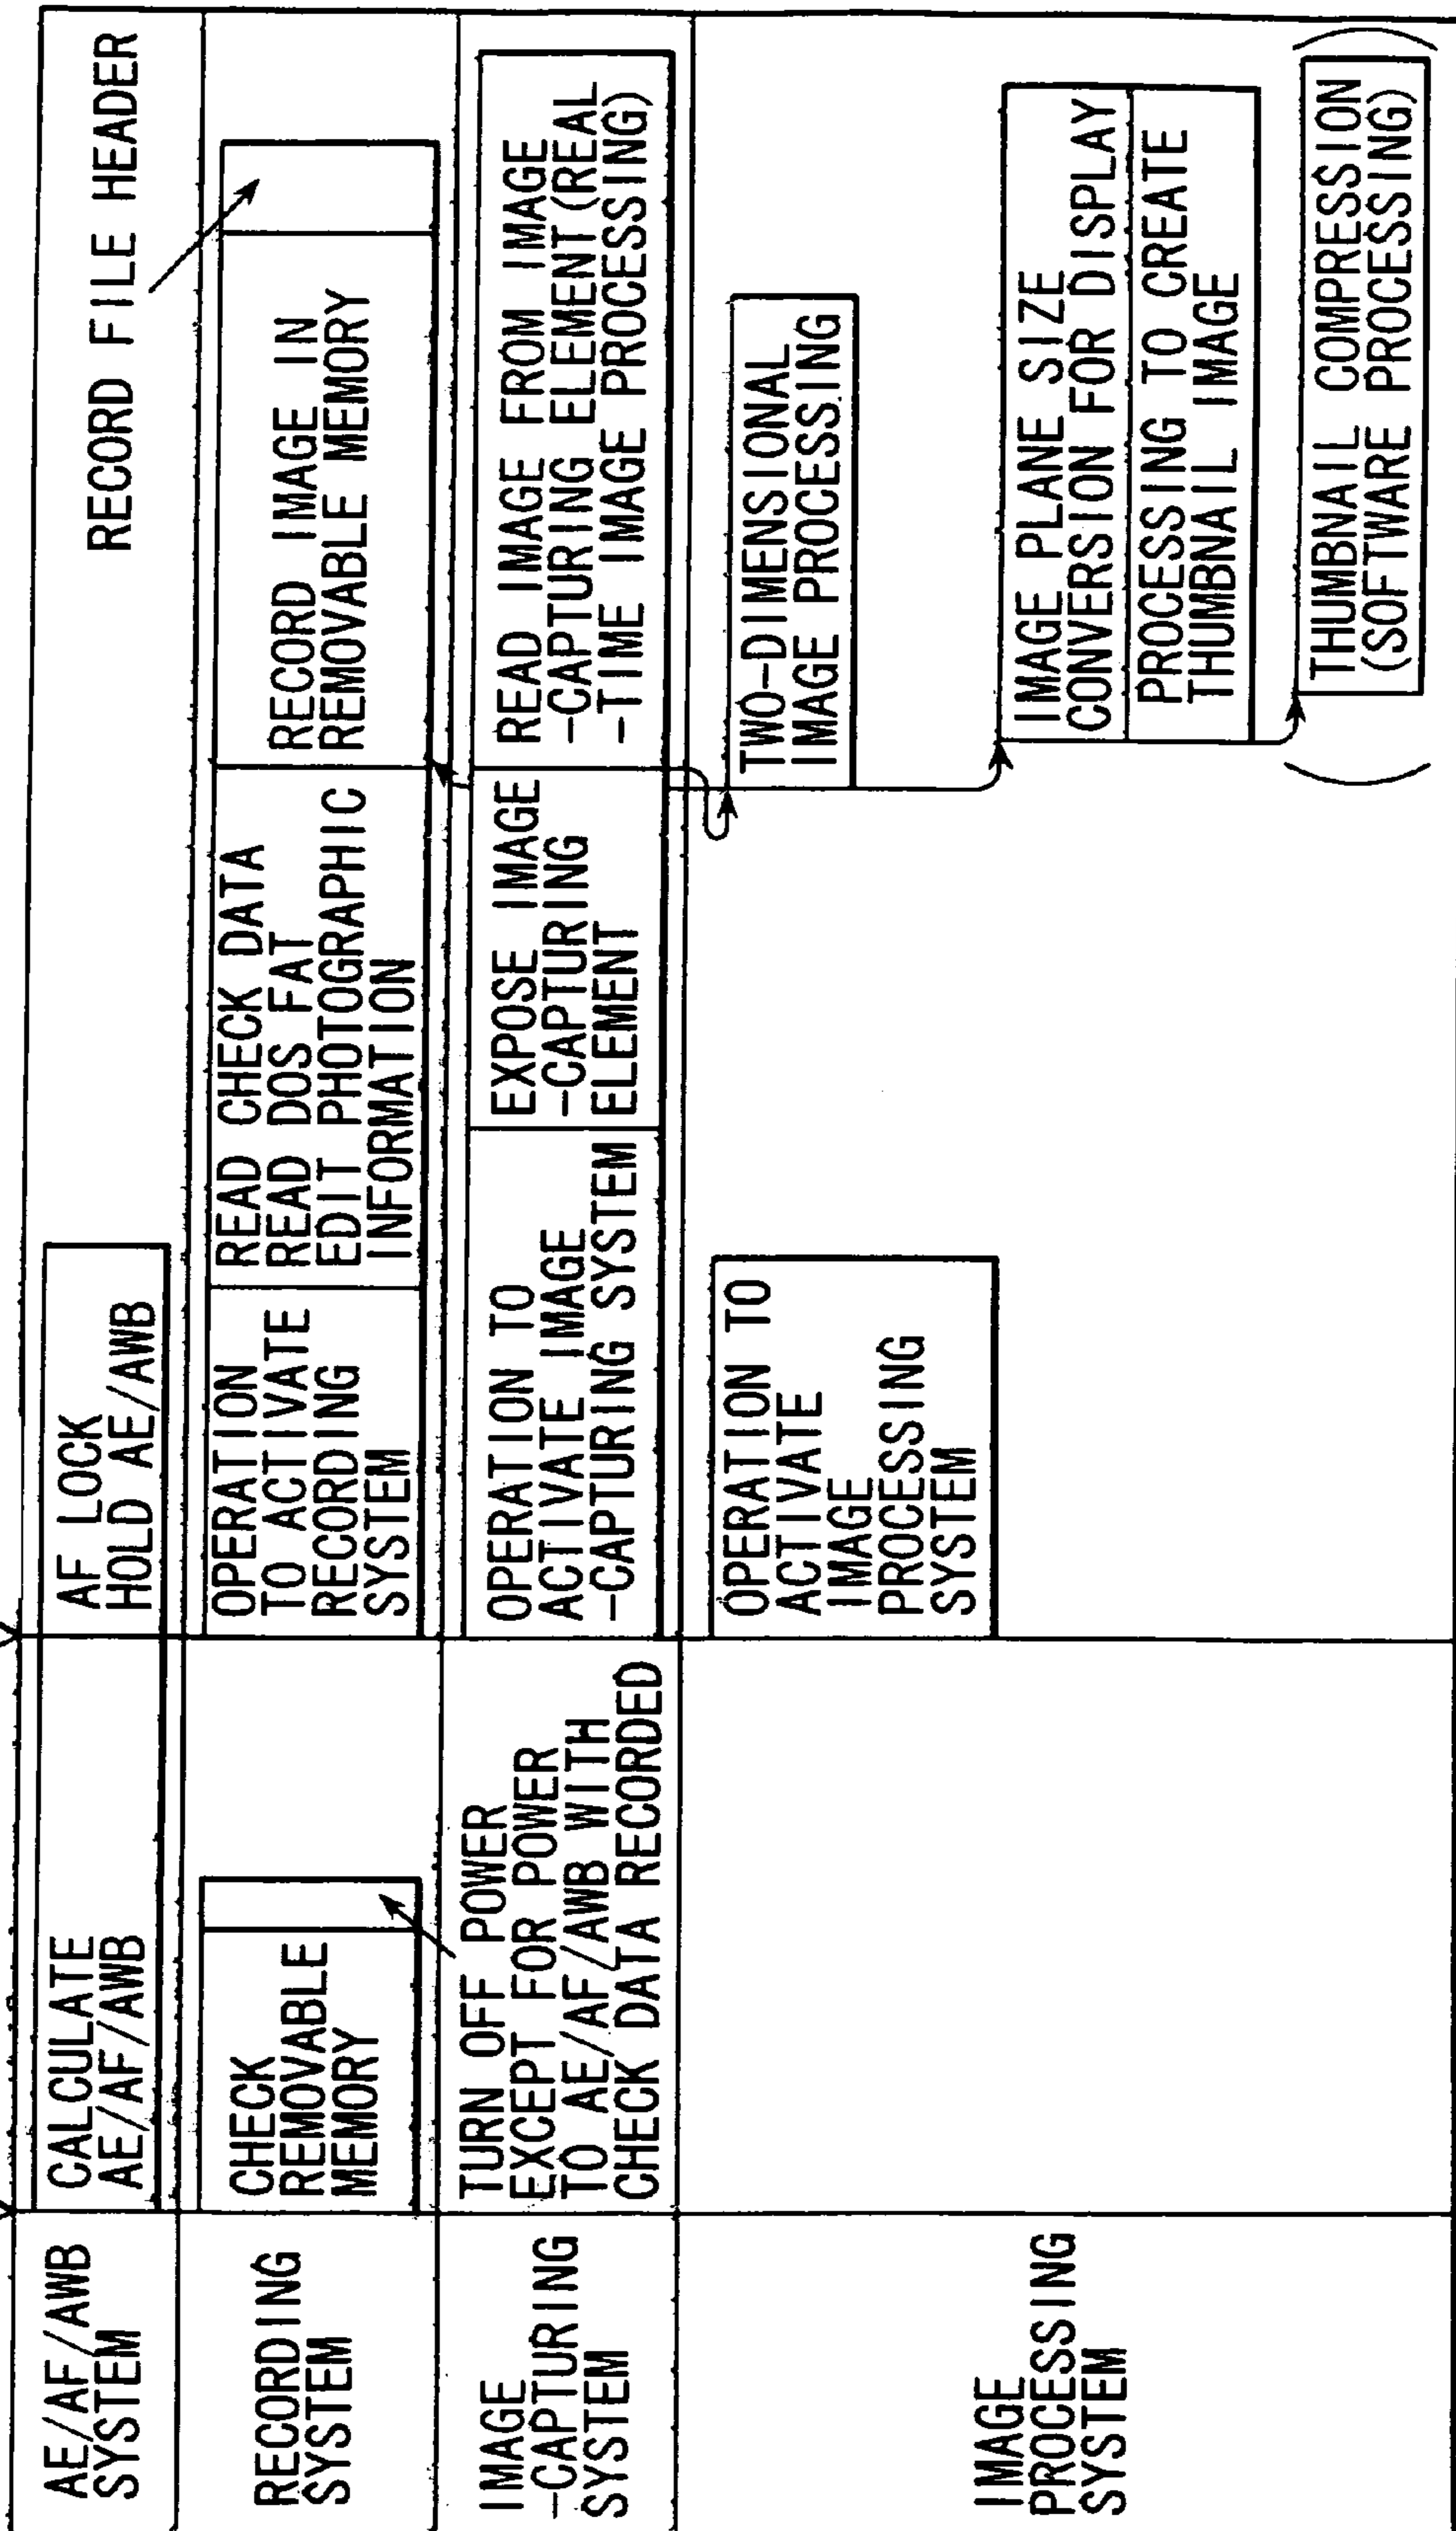 AE/AF/AWB
SYSTEM
CALCULATE
AE/AF/AWB
AF LOCK
HOLD AE/AWB
RECORD FILE HEADER
RECORDING
SYSTEM
CHECK
REMOVABLE
MEMORY
OPERATION
TO ACTIVATE
RECORDING
SYSTEM
READ CHECK DATA
READ DOS FAT
EDIT PHOTOGRAPHIC
INFORMATION
RECORD IMAGE IN
REMOVABLE MEMORY
IMAGE
-CAPTURING
SYSTEM
TURN OFF POWER
EXCEPT FOR POWER
TO AE/AF/AWB WITH
CHECK DATA RECORDED
OPERATION TO
ACTIVATE IMAGE
-CAPTURING SYSTEM
EXPOSE IMAGE
-CAPTURING
ELEMENT
READ IMAGE FROM IMAGE
-CAPTURING ELEMENT(REAL
-TIME IMAGE PROCESSING)
IMAGE
PROCESSING
SYSTEM
OPERATION TO
ACTIVATE
IMAGE
PROCESSING
SYSTEM
TWO-DIMENSIONAL
IMAGE PROCESSING
IMAGE PLANE SIZE
CONVERSION FOR DISPLAY
PROCESSING TO CREATE
THUMBNAIL IMAGE
THUMBNAIL COMPRESSION
(SOFTWARE PROCESSING)